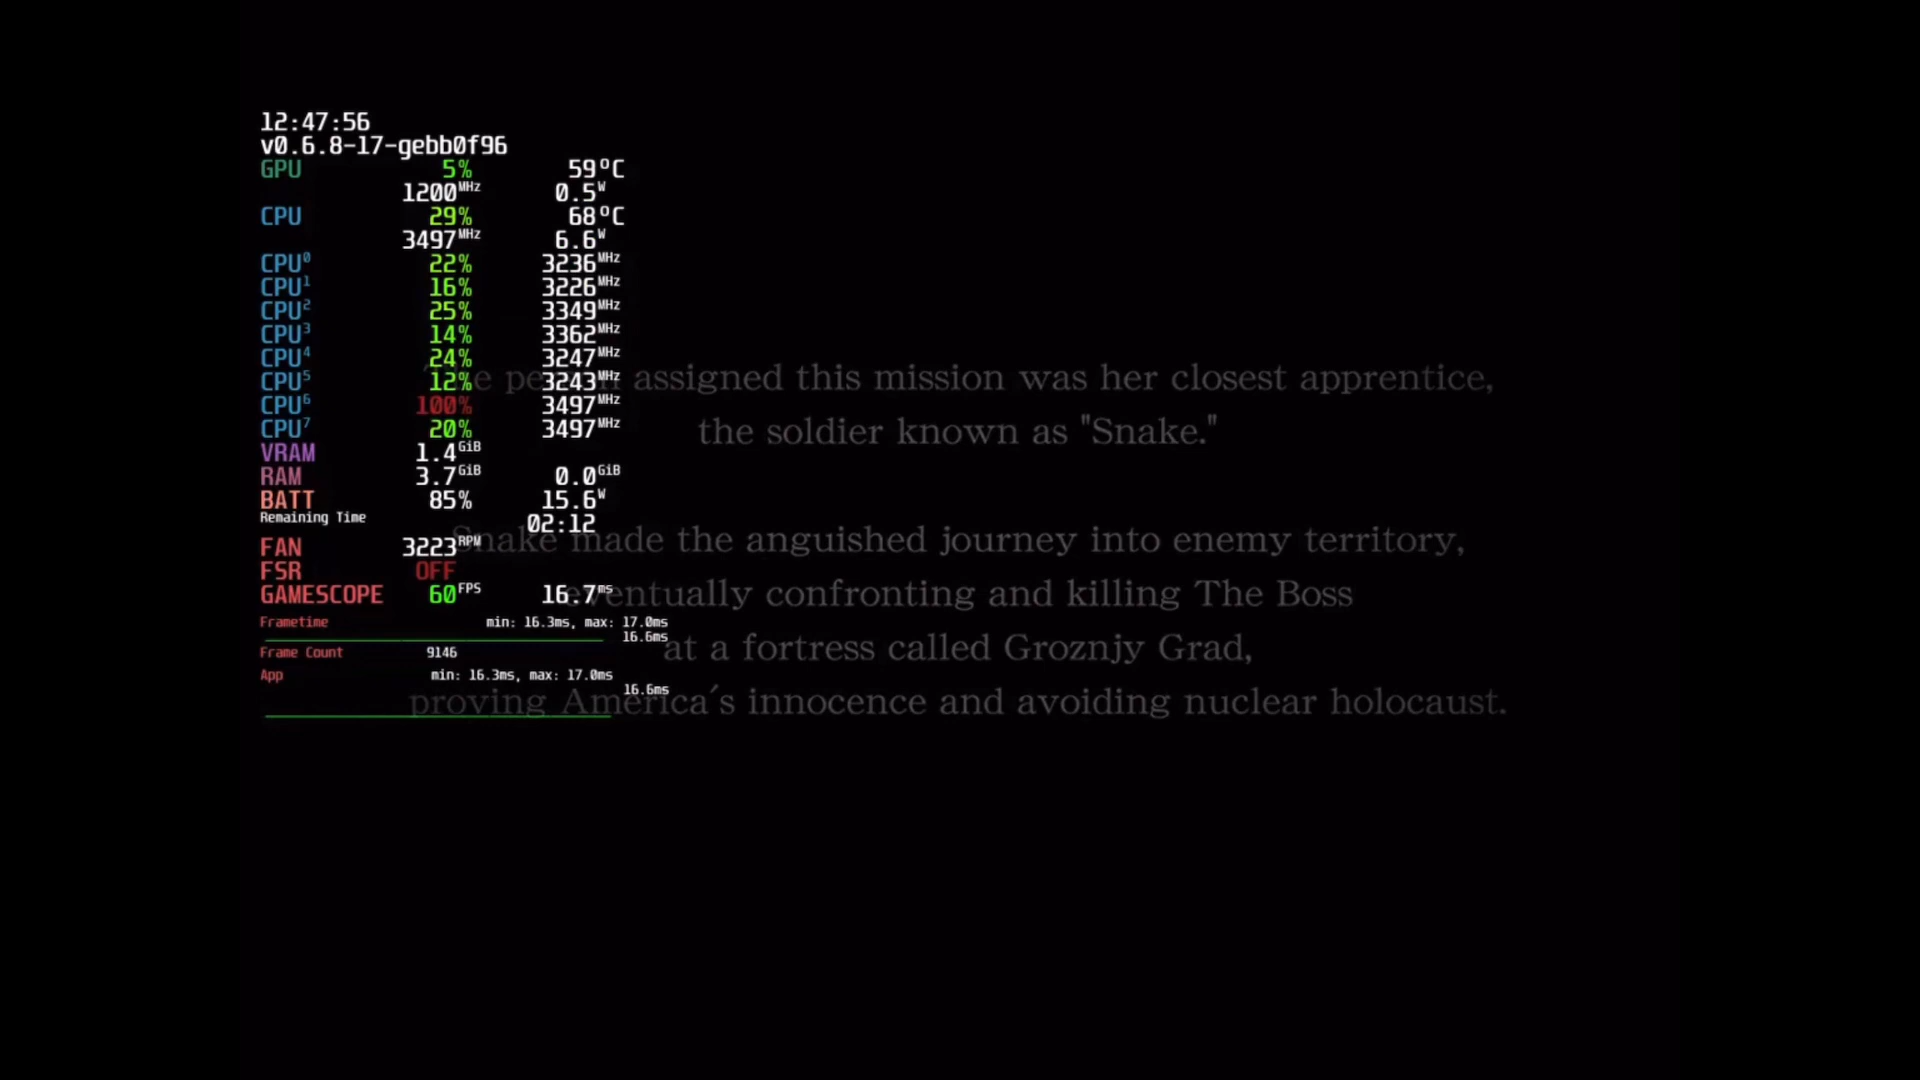 12:47:56
v0.6.8-17-gebb0f96
GPU 5% 59°C
1200MHz 0.5W
CPU 29% 68°C
3497MHz 6.6W
CPU0 22% 3236MHz
CPU1 16% 3226MHz
CPU2 25% 3349MHz
CPU3 14% 3362MHz
CPU4 24% 3247MHz
CPU5 12% 3243MHz
CPU6 100% 3497MHz
CPU7 20% 3497MHz
VRAM 1.4GiB
RAM 3.7GiB 0.0GiB
BATT 85% 15.6W
Remaining Time 02:12
FAN 3223RPM
FSR OFF
GAMESCOPE 60FPS 16.7ms
Frametime min: 16.3ms, max: 17.0ms
16.6ms
Frame Count 9146
App min: 16.3ms, max: 17.0ms
16.6ms
assigned this mission was her closest apprentice,
the soldier known as "Snake."
Snake made the anguished journey into enemy territory,
eventually confronting and killing The Boss
at a fortress called Groznjy Grad,
proving America´s innocence and avoiding nuclear holocaust.